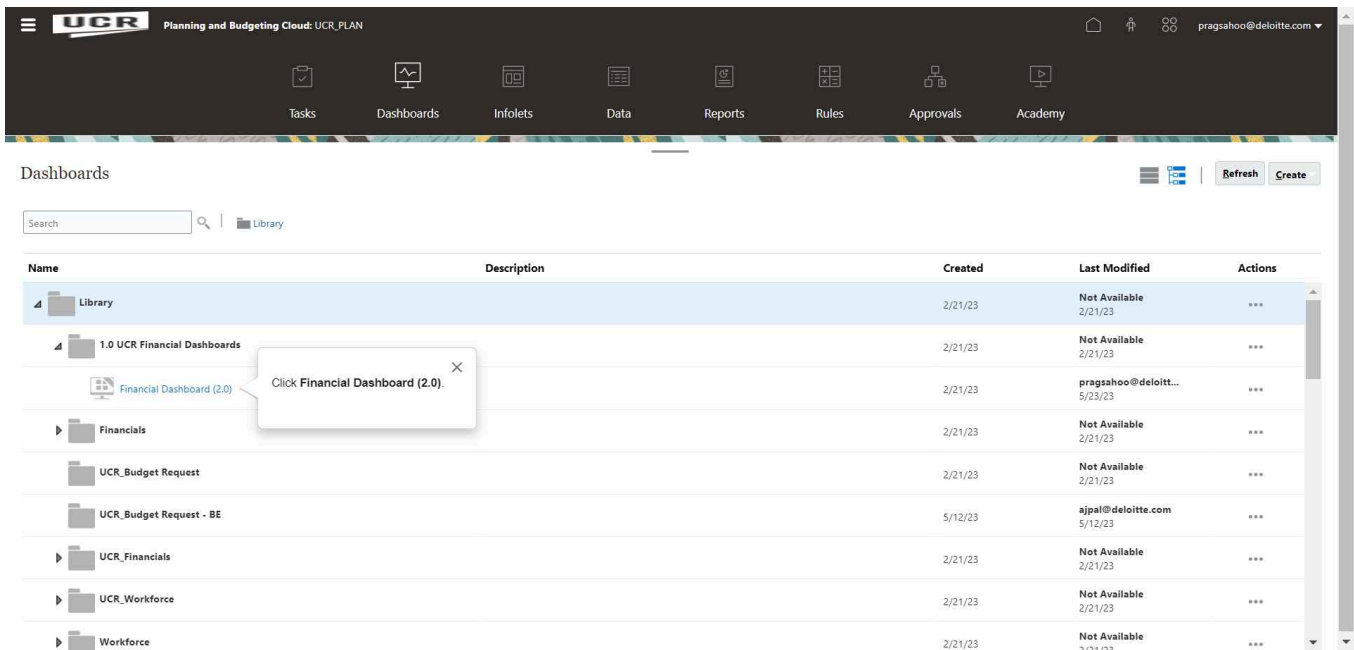 UCR Planning and Budgeting Cloud: UCR_PLAN pragsahoo@deloitte.com
Tasks Dashboards Infolets Data Reports Rules Approvals Academy
Dashboards
Refresh Create
Search Library
Name Description Created Last Modified Actions
Library 2/21/23 Not Available
2/21/23
1.0 UCR Financial Dashboards 2/21/23 Not Available
2/21/23
Financial Dashboard (2.0) 2/21/23 pragsahoo@deloitt...
5/23/23
Click Financial Dashboard (2.0).
Financials 2/21/23 Not Available
2/21/23
UCR_Budget Request 2/21/23 Not Available
2/21/23
UCR_Budget Request - BE 5/12/23 ajpal@deloitte.com
5/12/23
UCR_Financials 2/21/23 Not Available
2/21/23
UCR_Workforce 2/21/23 Not Available
2/21/23
Workforce 2/21/23 Not Available